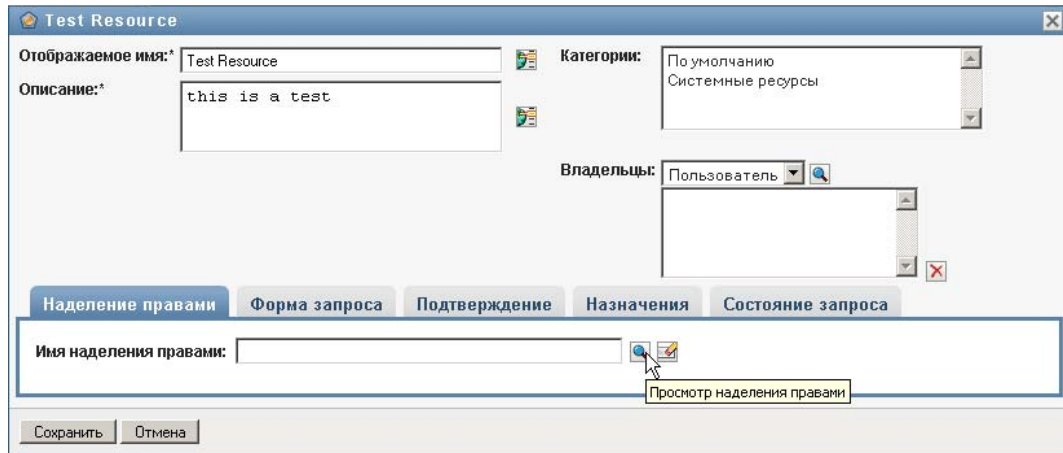 Test Resource
Отображаемое имя:* Test Resource
Описание:* this is a test
Категории: По умолчанию
Системные ресурсы
Владельцы: Пользователь
Наделение правами Форма запроса Подтверждение Назначения Состояние запроса
Имя наделения правами:
Просмотр наделения правами
Сохранить Отмена